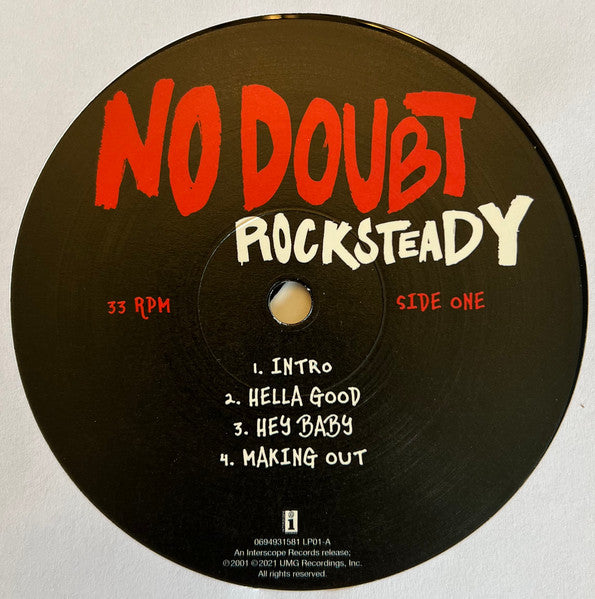 NO DOUBT
ROCKSTEADY
33 RPM
SIDE ONE
1. INTRO
2. HELLA GOOD
3. HEY BABY
4. MAKING OUT
i
0694931581 LP01-A
An Interscope Records release;
℗2001 ©2021 UMG Recordings, Inc.
All rights reserved.